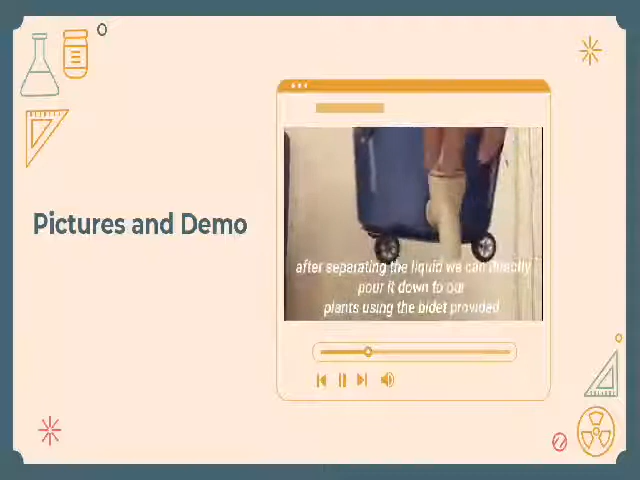 Pictures and Demo
after separating the liquid we can directly
pour it down to our
plants using the bidet provided